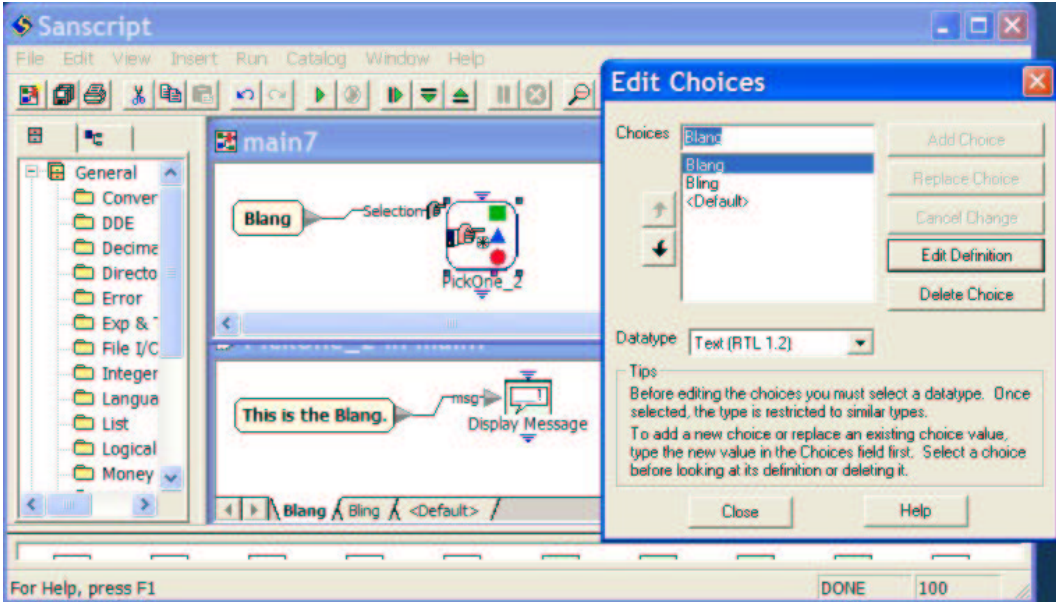 Sanscript
File Edit View Insert Run Catalog Window Help
General
Conver
DDE
Decima
Directo
Error
Exp &
File I/O
Integer
Langua
List
Logical
Money
main7
Blang
Selection
PickOne_2
PickOne_2 in main7
This is the Blang.
msg
Display Message
Blang Bling <Default>
Edit Choices
Choices
Blang
Blang
Bling
<Default>
Add Choice
Replace Choice
Cancel Change
Edit Definition
Delete Choice
Datatype Text (RTL 1.2)
Tips
Before editing the choices you must select a datatype. Once
selected, the type is restricted to similar types.
To add a new choice or replace an existing choice value,
type the new value in the Choices field first. Select a choice
before looking at its definition or deleting it.
Close Help
For Help, press F1 DONE 100